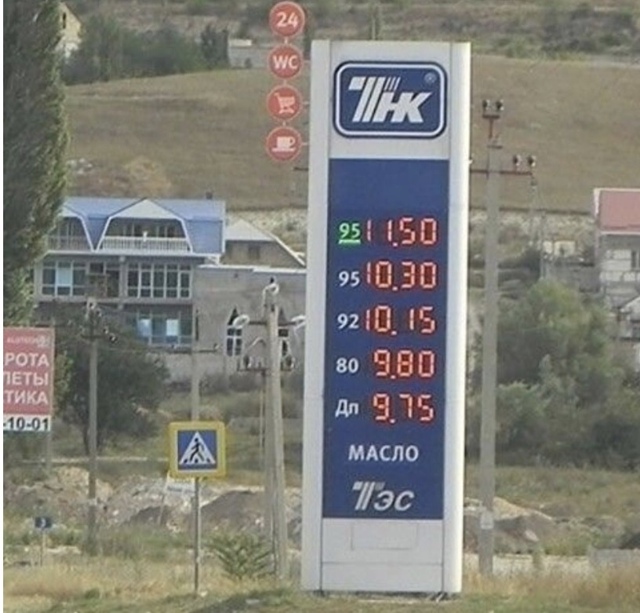 24
WC
ТНК®
95 11.50
95 10.30
92 10.15
80 9.80
Дп 9.75
МАСЛО
ТЭС
РОТА
ЛЕТЫ
ТИКА
-10-01
3